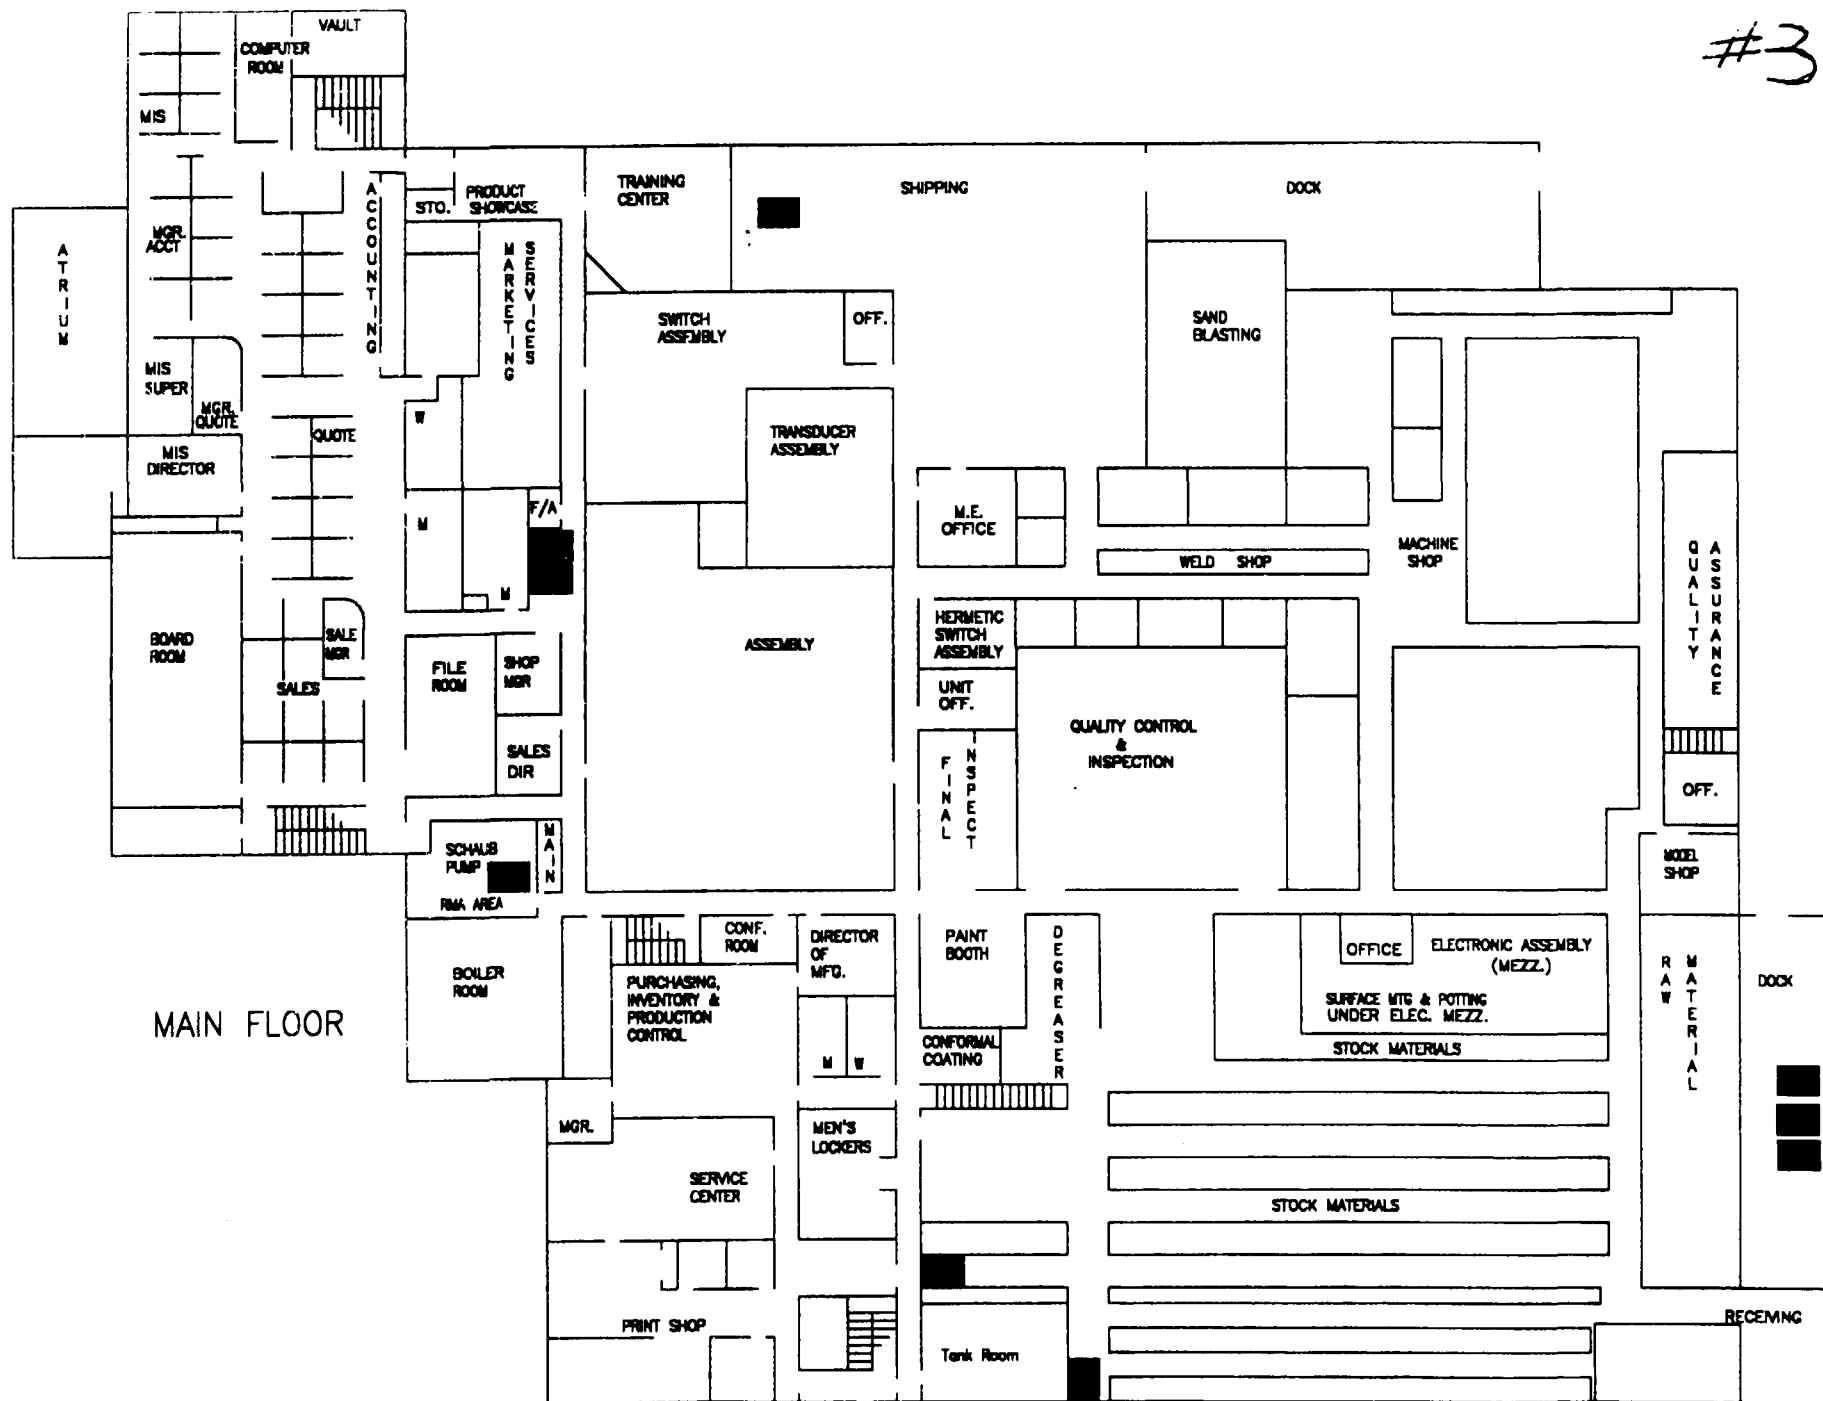 #3
VAULT
COMPUTER
ROOM
MIS
ACCOUNTING
STO.
PRODUCT
SHOWCASE
TRAINING
CENTER
SHIPPING
DOCK
ATRIUM
MGR.
ACCT
MARKETING
SERVICES
SWITCH
ASSEMBLY
OFF.
SAND
BLASTING
MIS
SUPER
MGR.
QUOTE
QUOTE
W
TRANSDUCER
ASSEMBLY
MIS
DIRECTOR
M
F/A
M.E.
OFFICE
WELD SHOP
MACHINE
SHOP
QUALITY
ASSURANCE
M
BOARD
ROOM
SALE
MGR
SALES
FILE
ROOM
SHOP
MGR
ASSEMBLY
HERMETIC
SWITCH
ASSEMBLY
UNIT
OFF.
QUALITY CONTROL
&
INSPECTION
SALES
DIR
FINAL
INSPECT
OFF.
SCHAUB
PUMP
MAIN
RMA AREA
MODEL
SHOP
BOILER
ROOM
CONF.
ROOM
DIRECTOR
OF
MFG.
PAINT
BOOTH
DEGREASER
OFFICE
ELECTRONIC ASSEMBLY
(MEZZ.)
SURFACE MTG & POTTING
UNDER ELEC. MEZZ.
STOCK MATERIALS
RAW
MATERIAL
DOCK
MAIN FLOOR
PURCHASING,
INVENTORY &
PRODUCTION
CONTROL
M W
CONFORMAL
COATING
MGR.
MEN'S
LOCKERS
SERVICE
CENTER
STOCK MATERIALS
PRINT SHOP
Tank Room
RECEIVING